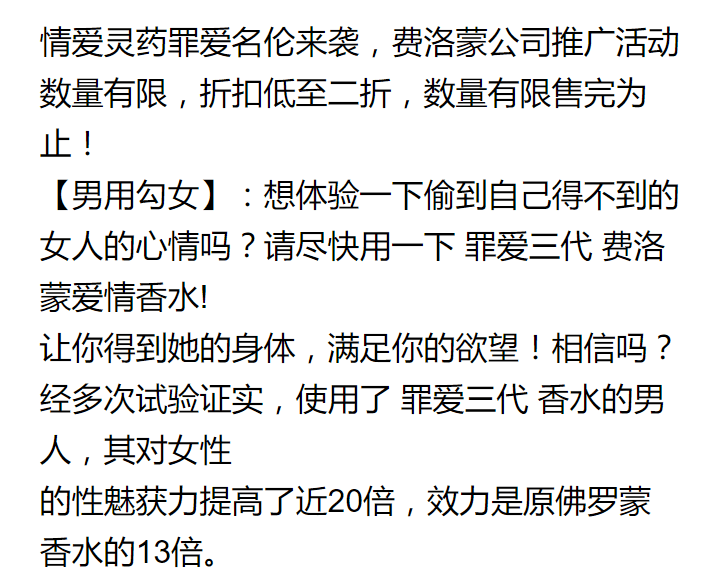 情爱灵药罪爱名伦来袭，费洛蒙公司推广活动
数量有限，折扣低至二折，数量有限售完为
止！
【男用勾女】：想体验一下偷到自己得不到的
女人的心情吗？请尽快用一下 罪爱三代 费洛
蒙爱情香水!
让你得到她的身体，满足你的欲望！相信吗？
经多次试验证实，使用了 罪爱三代 香水的男
人，其对女性
的性魅获力提高了近20倍，效力是原佛罗蒙
香水的13倍。